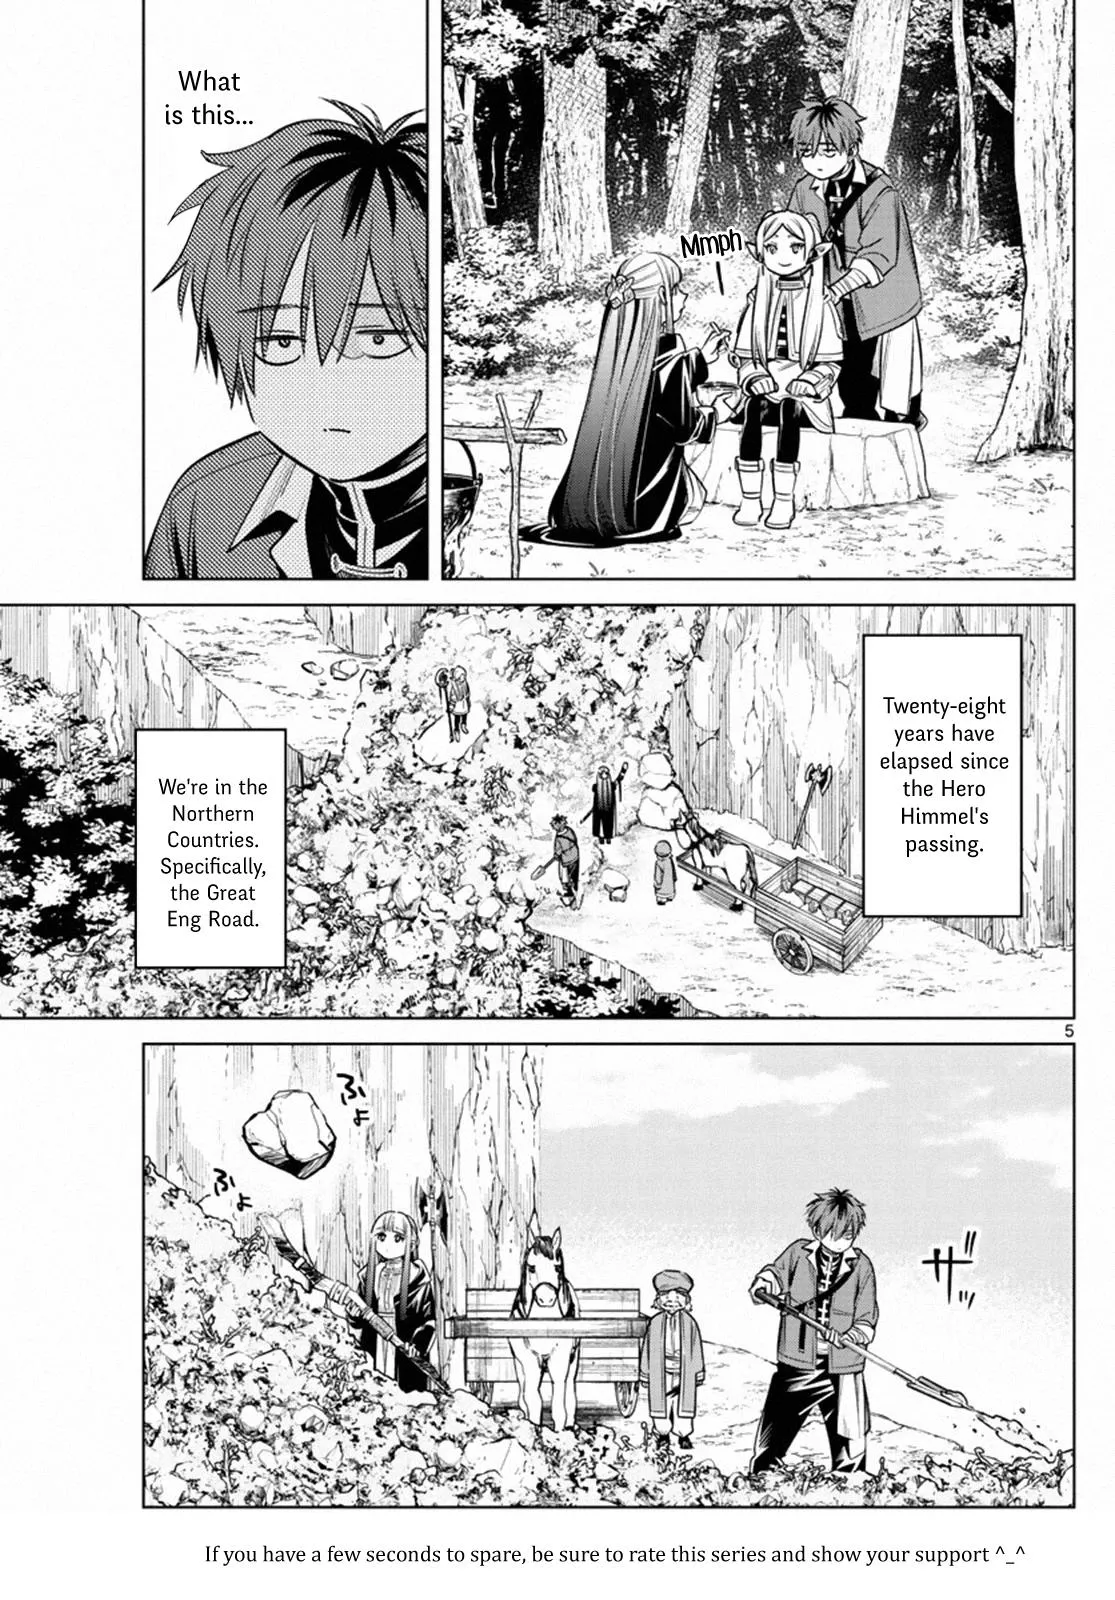 Mmph
What
is this...
Twenty-eight
years have
elapsed since
the Hero
Himmel's
passing.
We're in the
Northern
Countries.
Specifically,
the Great
Eng Road.
5
ザッ
ふよ
ふよ
If you have a few seconds to spare, be sure to rate this series and show your support ^_^